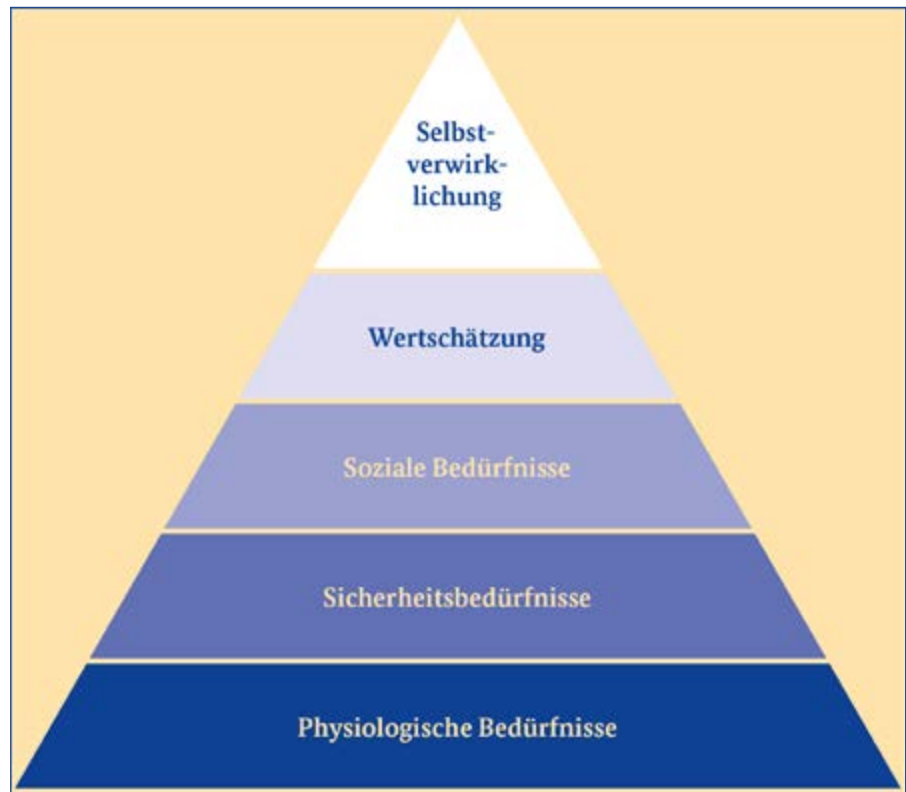 Selbst-
verwirk-
lichung
Wertschätzung
Soziale Bedürfnisse
Sicherheitsbedürfnisse
Physiologische Bedürfnisse